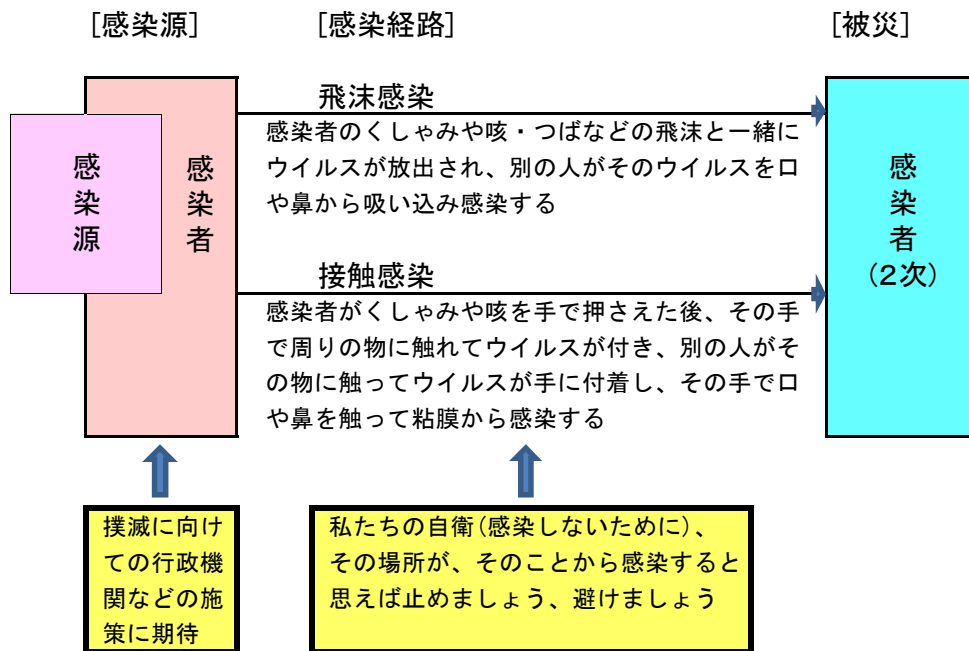 [感染源]
[感染経路]
[被災]
感染源
感染者
飛沫感染
感染者のくしゃみや咳・つばなどの飛沫と一緒に
ウイルスが放出され、別の人がそのウイルスを口
や鼻から吸い込み感染する
接触感染
感染者がくしゃみや咳を手で押さえた後、その手
で周りの物に触れてウイルスが付き、別の人がそ
の物に触ってウイルスが手に付着し、その手で口
や鼻を触って粘膜から感染する
感染者
(2次)
撲滅に向け
ての行政機
関などの施
策に期待
私たちの自衛(感染しないために)、
その場所が、そのことから感染すると
思えば止めましょう、避けましょう